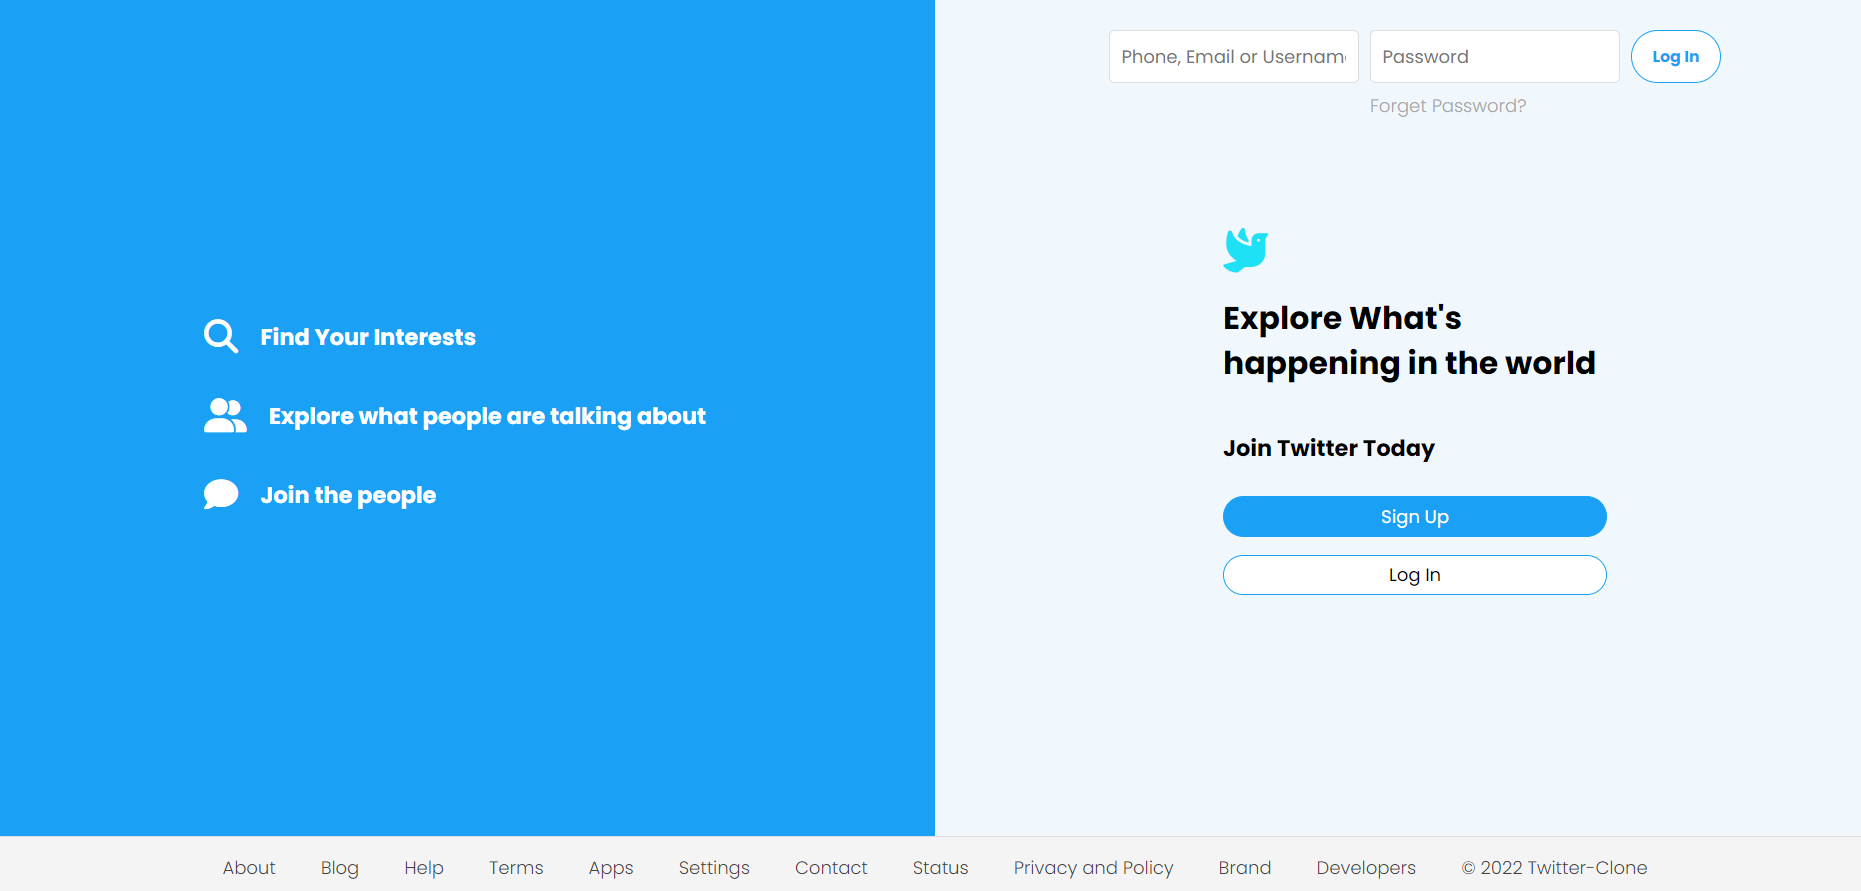 Find Your Interests
Explore what people are talking about
Join the people
Phone, Email or Usernam
Password
Log In
Forget Password?
Explore What's
happening in the world
Join Twitter Today
Sign Up
Log In
About Blog Help Terms Apps Settings Contact Status Privacy and Policy Brand Developers © 2022 Twitter-Clone